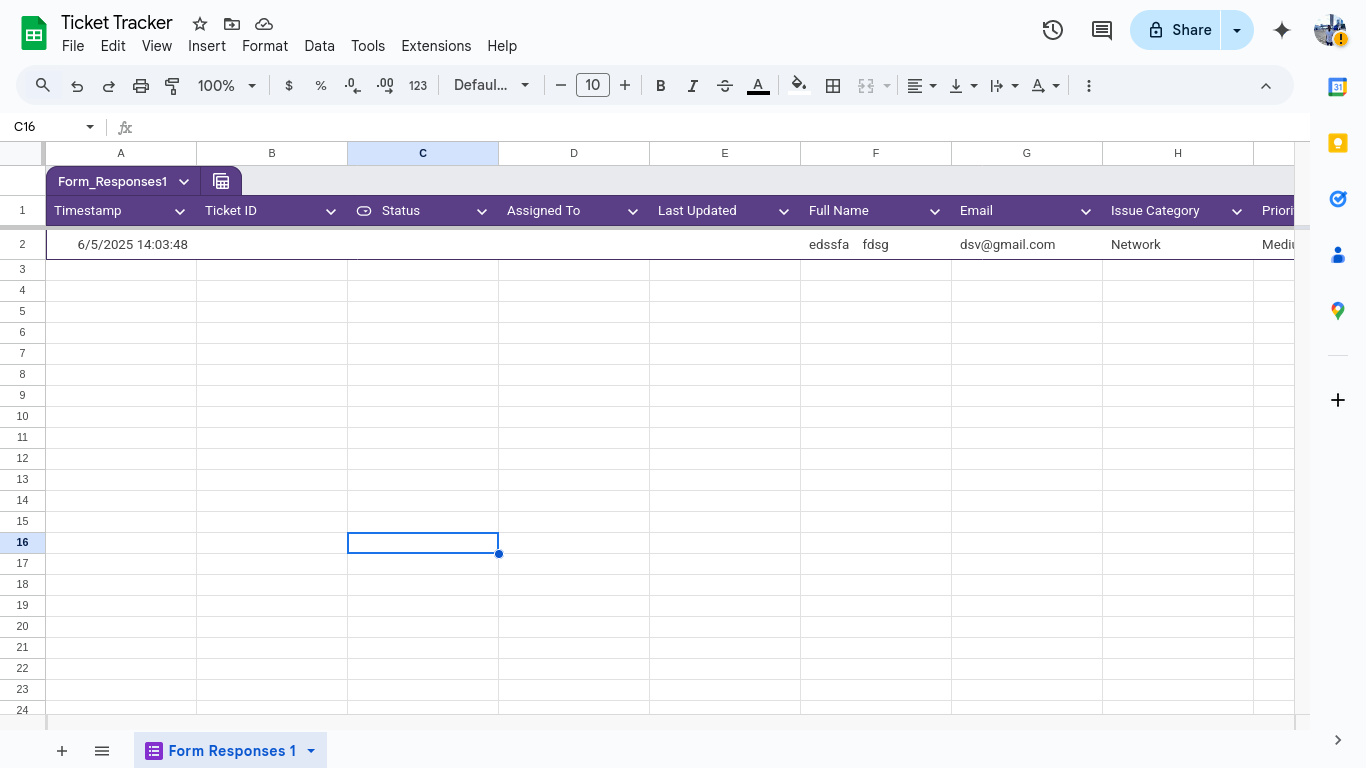 Ticket Tracker
File Edit View Insert Format Data Tools Extensions Help
Share
100% $ % .0 .00 123 Defaul... 10 B I A A
31
C16 fx
A B C D E F G H
Form_Responses1
1 Timestamp Ticket ID Status Assigned To Last Updated Full Name Email Issue Category Priori
2 6/5/2025 14:03:48 edssfa fdsg dsv@gmail.com Network Mediu
3
4
5
6
7
8
9
10
11
12
13
14
15
16
17
18
19
20
21
22
23
24
Form Responses 1